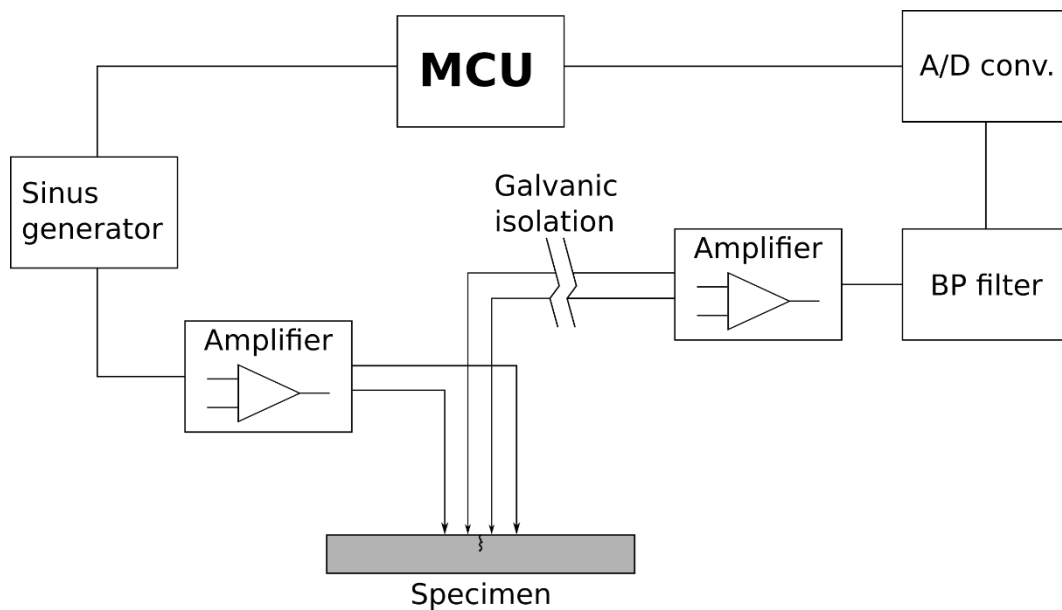 MCU
A/D conv.
Sinus
generator
Galvanic
isolation
Amplifier
BP filter
Amplifier
Specimen